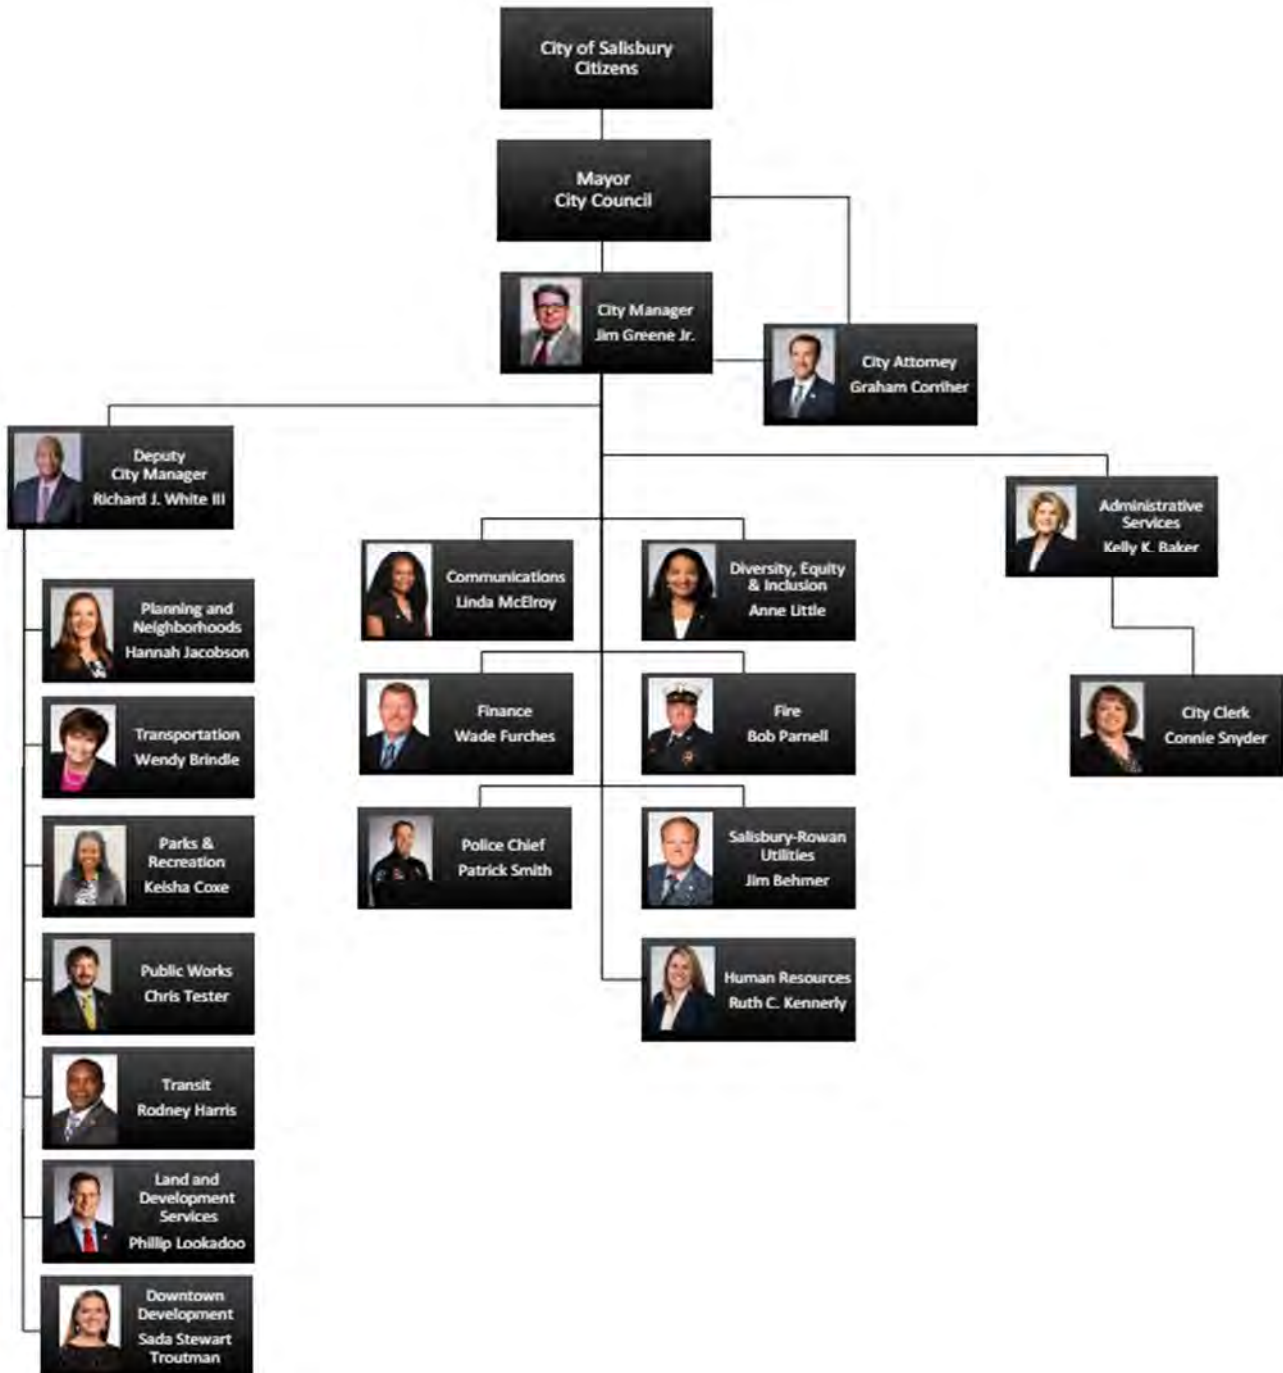 City of Salisbury
Citizens
Mayor
City Council
City Manager
Jim Greene Jr.
City Attorney
Graham Corriher
Deputy
City Manager
Richard J. White III
Administrative
Services
Kelly K. Baker
Communications
Linda McElroy
Diversity, Equity
& Inclusion
Anne Little
Planning and
Neighborhoods
Hannah Jacobson
Finance
Wade Furches
Fire
Bob Parnell
City Clerk
Connie Snyder
Transportation
Wendy Brindle
Parks &
Recreation
Keisha Coxe
Police Chief
Patrick Smith
Salisbury-Rowan
Utilities
Jim Behmer
Public Works
Chris Tester
Human Resources
Ruth C. Kennerly
Transit
Rodney Harris
Land and
Development
Services
Phillip Lookadoo
Downtown
Development
Sada Stewart
Troutman